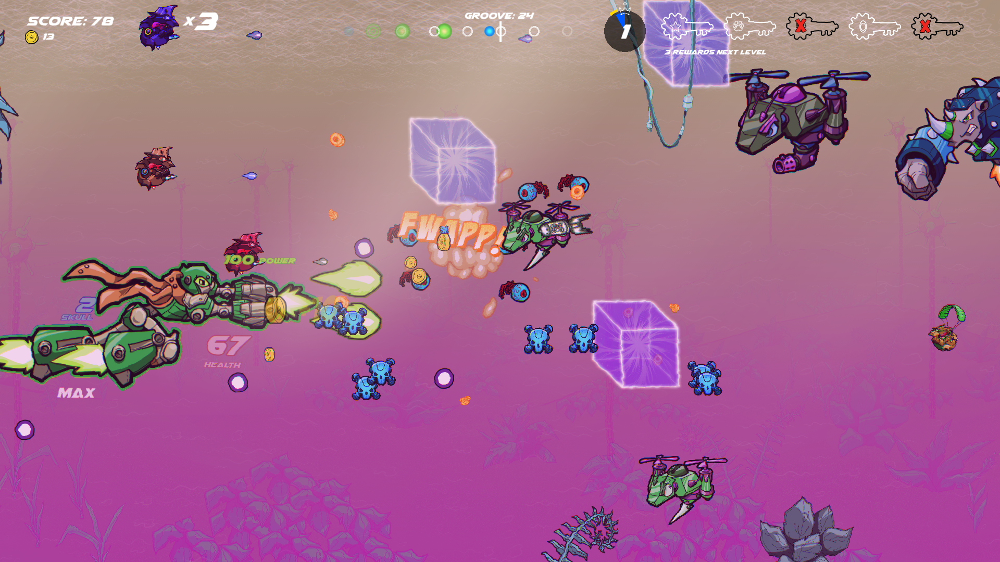 SCORE: 78
13
x3
GROOVE: 24
1
X
X
3 REWARDS NEXT LEVEL
FWAPP!
100 POWER
2
SKULL
67
HEALTH
MAX